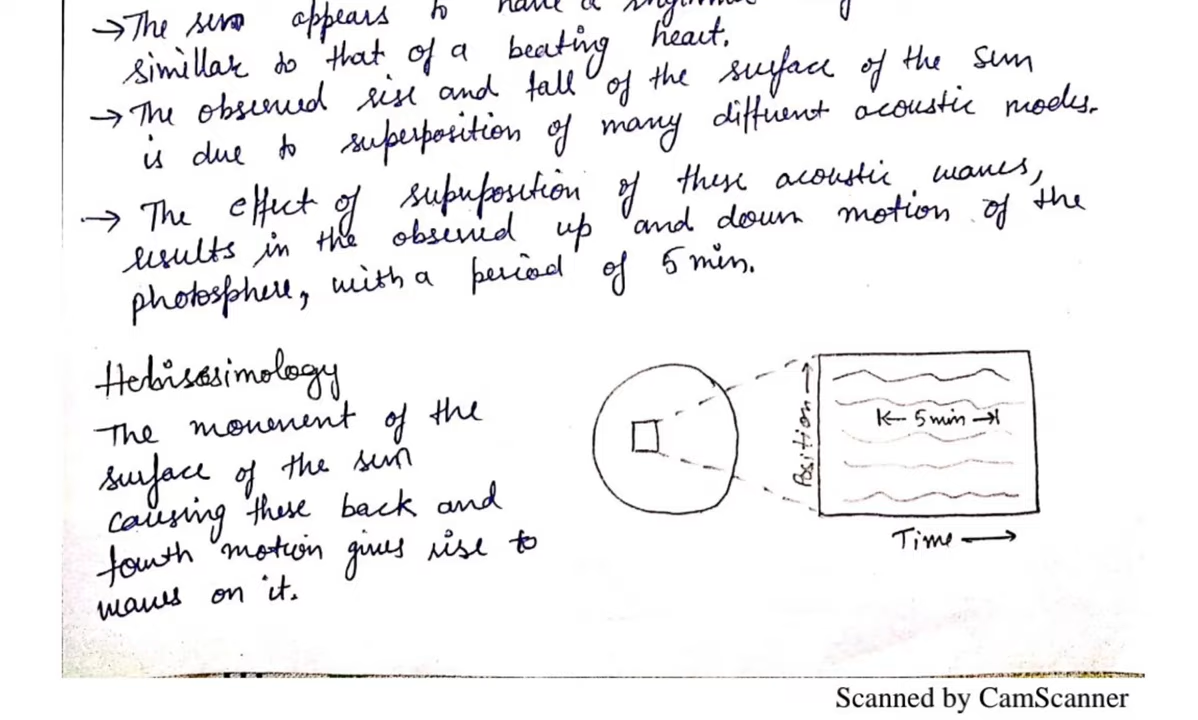 → The sun appears to have a
simillar to that of a beating heart.
→ The observed rise and fall of the surface of the sun
is due to superposition of many different acoustic modes.
→ The effect of superposition of these acoustic waves,
results in the observed up and down motion of the
photosphere, with a period of 5 min.
Heliseisimology
The movement of the
surface of the sun
causing these back and
fourth motion gives rise to
waves on it.
Position →
5 min
Time →
Scanned by CamScanner